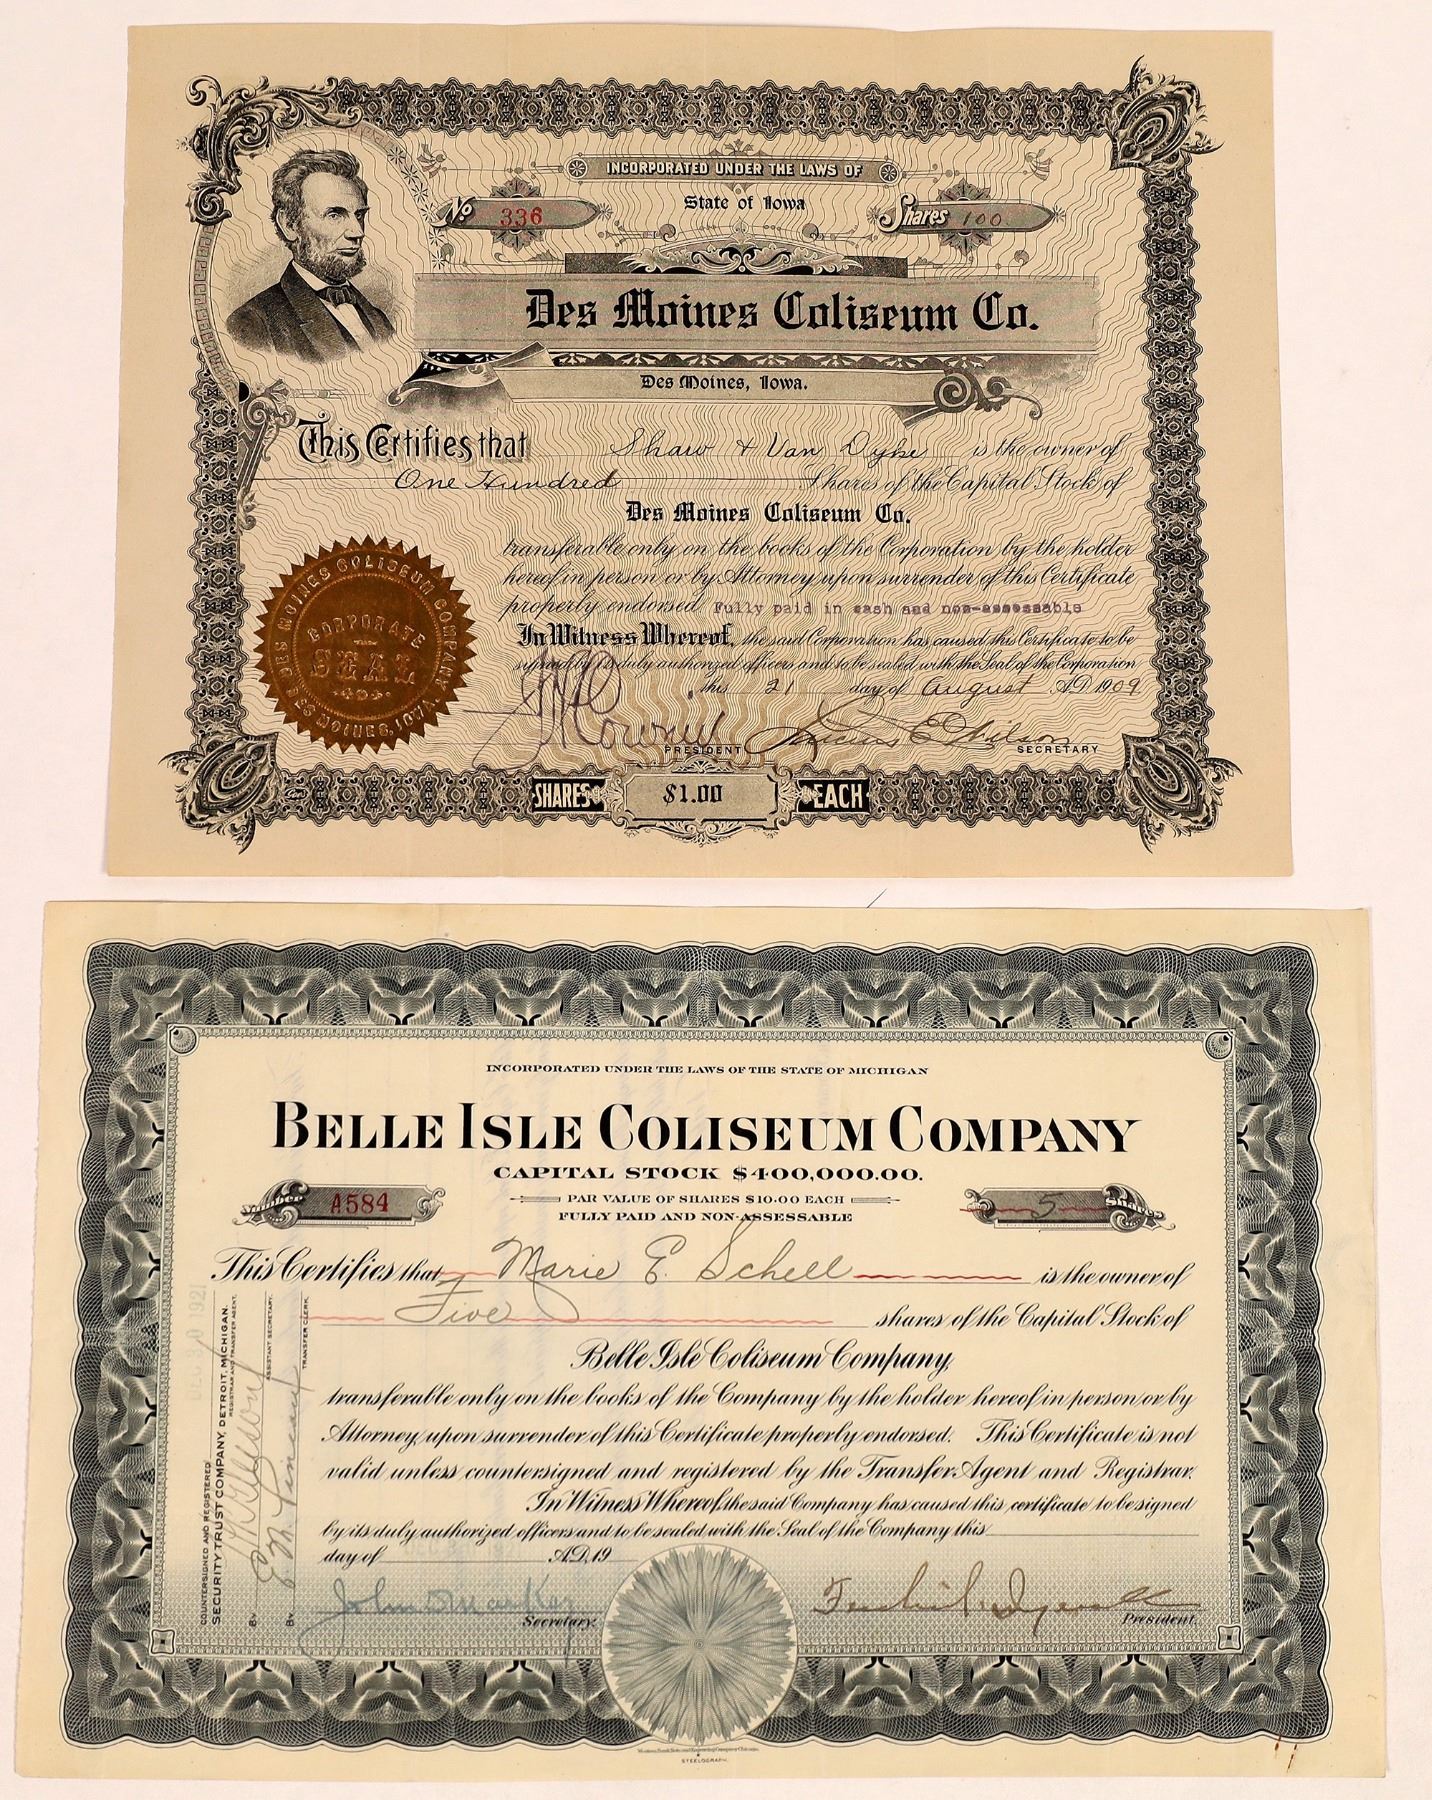 INCORPORATED UNDER THE LAWS OF
State of Iowa
No 336
Shares 100
Des Moines Coliseum Co.
Des Moines, Iowa.
This Certifies that Shaw & Van Dyke is the owner of
One Hundred Shares of the Capital Stock of
Des Moines Coliseum Co.
transferable only on the books of the Corporation by the holder
hereof in person or by Attorney upon surrender of this Certificate
properly endorsed Fully paid in cash and non-assessable
In Witness Whereof, the said Corporation has caused this Certificate to be
signed by its duly authorized officers and to be sealed with the Seal of the Corporation
this 21 day of August A.D. 1909
PRESIDENT
Wilson SECRETARY
DES MOINES COLISEUM COMPANY
CORPORATE
SEAL
DES MOINES, IOWA
SHARES $1.00 EACH
INCORPORATED UNDER THE LAWS OF THE STATE OF MICHIGAN
BELLE ISLE COLISEUM COMPANY
CAPITAL STOCK $400,000.00.
PAR VALUE OF SHARES $10.00 EACH
FULLY PAID AND NON-ASSESSABLE
Number A584
5 Shares
This Certifies that Marie E. Schell is the owner of
Five shares of the Capital Stock of
Belle Isle Coliseum Company,
transferable only on the books of the Company by the holder hereof in person or by
Attorney, upon surrender of this Certificate properly endorsed. This Certificate is not
valid unless countersigned and registered by the Transfer Agent and Registrar.
In Witness Whereof, the said Company has caused this certificate to be signed
by its duly authorized officers and to be sealed with the Seal of the Company this
day of A.D. 19
Secretary.
President.
COUNTERSIGNED AND REGISTERED
SECURITY TRUST COMPANY, DETROIT, MICHIGAN.
REGISTRAR AND TRANSFER AGENT.
BY
ASSISTANT SECRETARY.
BY
TRANSFER CLERK.
STEELOGRAPH.